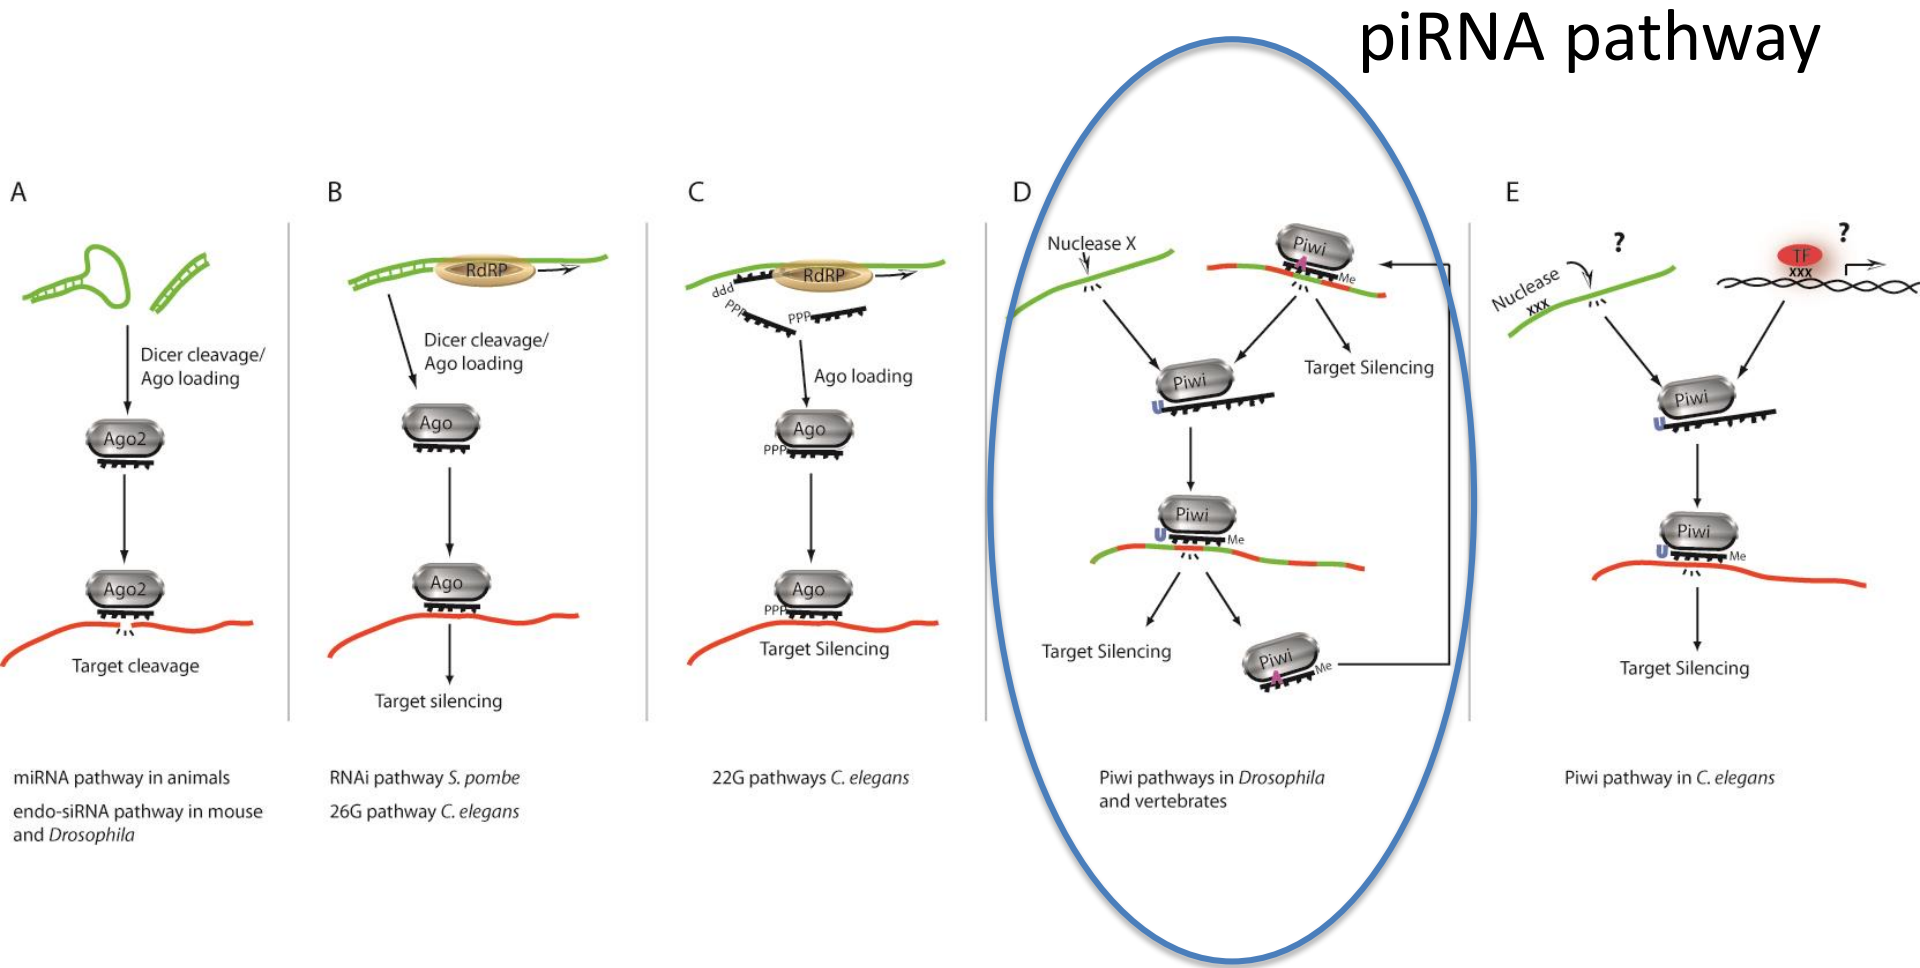 piRNA pathway
A
Dicer cleavage/
Ago loading
Ago2
Ago2
Target cleavage
miRNA pathway in animals
endo-siRNA pathway in mouse
and Drosophila
B
RdRP
Dicer cleavage/
Ago loading
Ago
Ago
Target silencing
RNAi pathway S. pombe
26G pathway C. elegans
C
RdRP
ppp
PPP
PPP
Ago loading
Ago
PPP
Ago
PPP
Target Silencing
22G pathways C. elegans
D
Nuclease X
Piwi
A
Me
Target Silencing
Piwi
U
Piwi
U
Me
Target Silencing
Piwi
A
Me
Piwi pathways in Drosophila
and vertebrates
E
?
?
Nuclease
xxx
TF
xxx
Piwi
U
Piwi
U
Me
Target Silencing
Piwi pathway in C. elegans